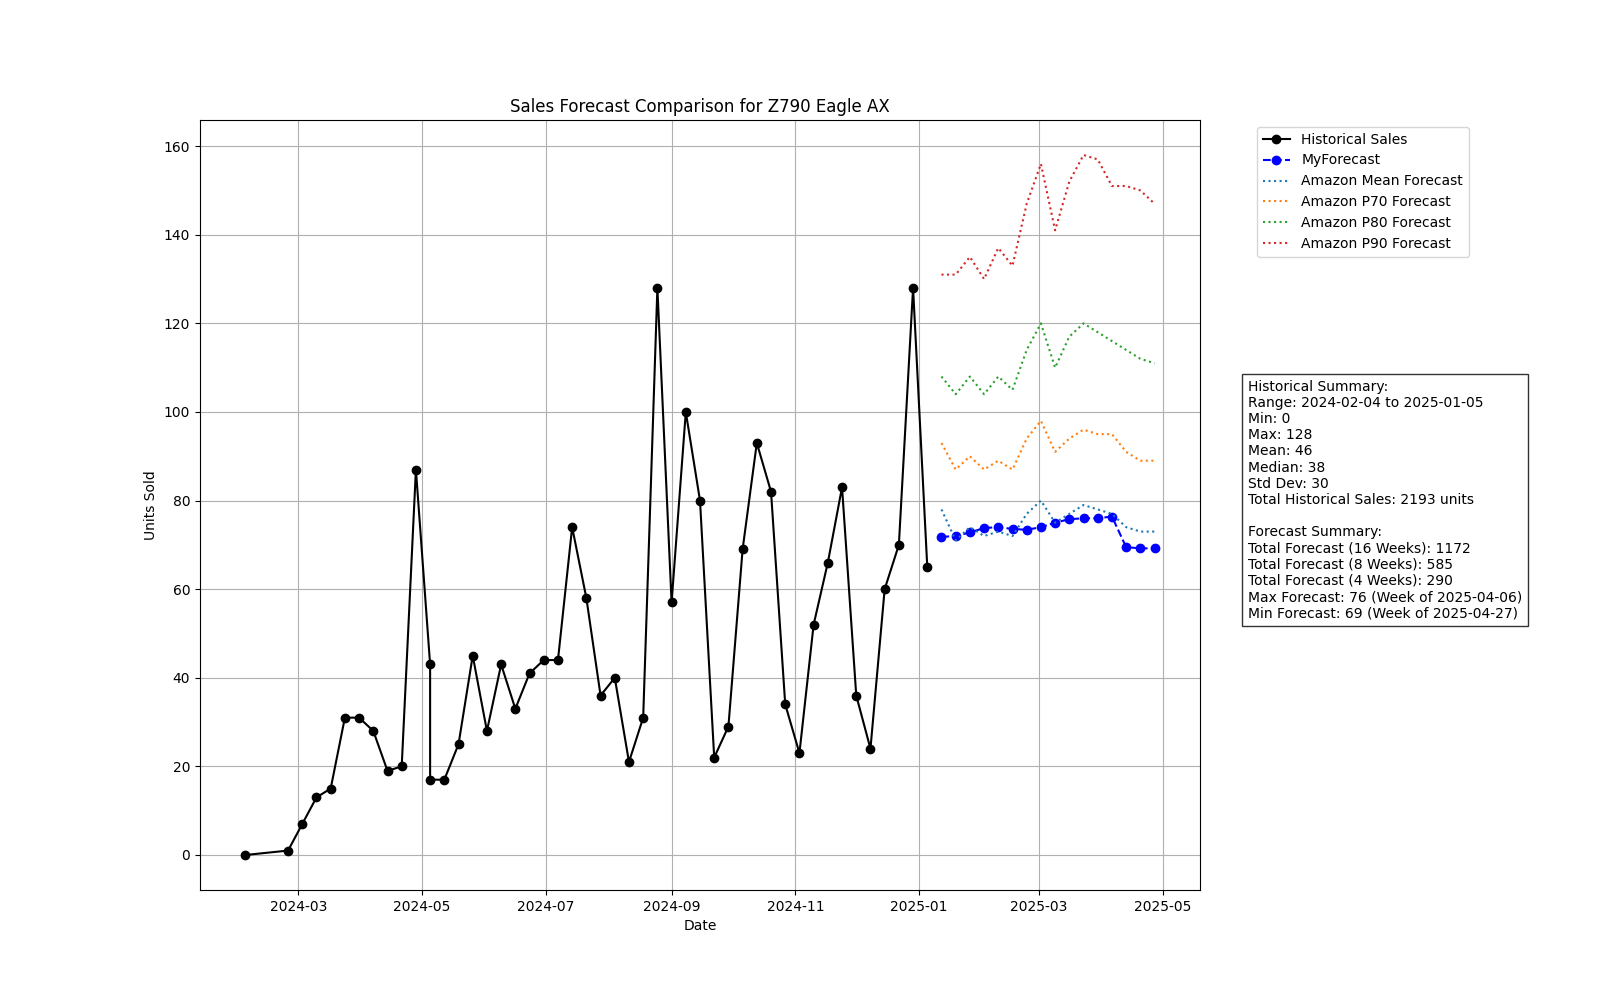 Sales Forecast Comparison for Z790 Eagle AX
160
140
120
100
80
60
40
20
0
Units Sold
2024-03
2024-05
2024-07
2024-09
2024-11
2025-01
2025-03
2025-05
Date
Historical Sales
MyForecast
Amazon Mean Forecast
Amazon P70 Forecast
Amazon P80 Forecast
Amazon P90 Forecast
Historical Summary:
Range: 2024-02-04 to 2025-01-05
Min: 0
Max: 128
Mean: 46
Median: 38
Std Dev: 30
Total Historical Sales: 2193 units
Forecast Summary:
Total Forecast (16 Weeks): 1172
Total Forecast (8 Weeks): 585
Total Forecast (4 Weeks): 290
Max Forecast: 76 (Week of 2025-04-06)
Min Forecast: 69 (Week of 2025-04-27)